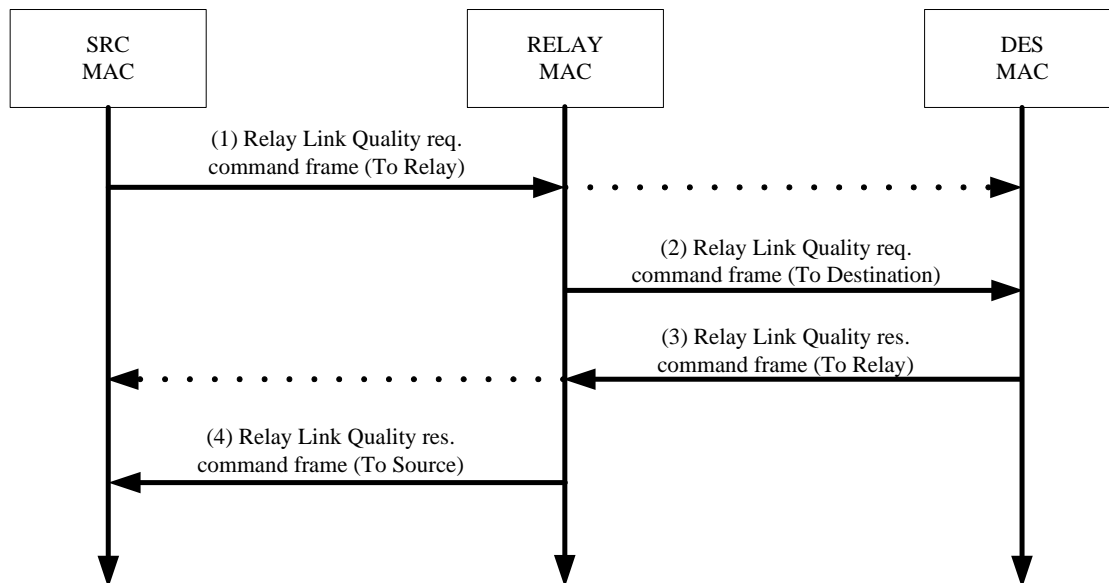 SRC
MAC
RELAY
MAC
DES
MAC
(1) Relay Link Quality req.
command frame (To Relay)
(2) Relay Link Quality req.
command frame (To Destination)
(3) Relay Link Quality res.
command frame (To Relay)
(4) Relay Link Quality res.
command frame (To Source)